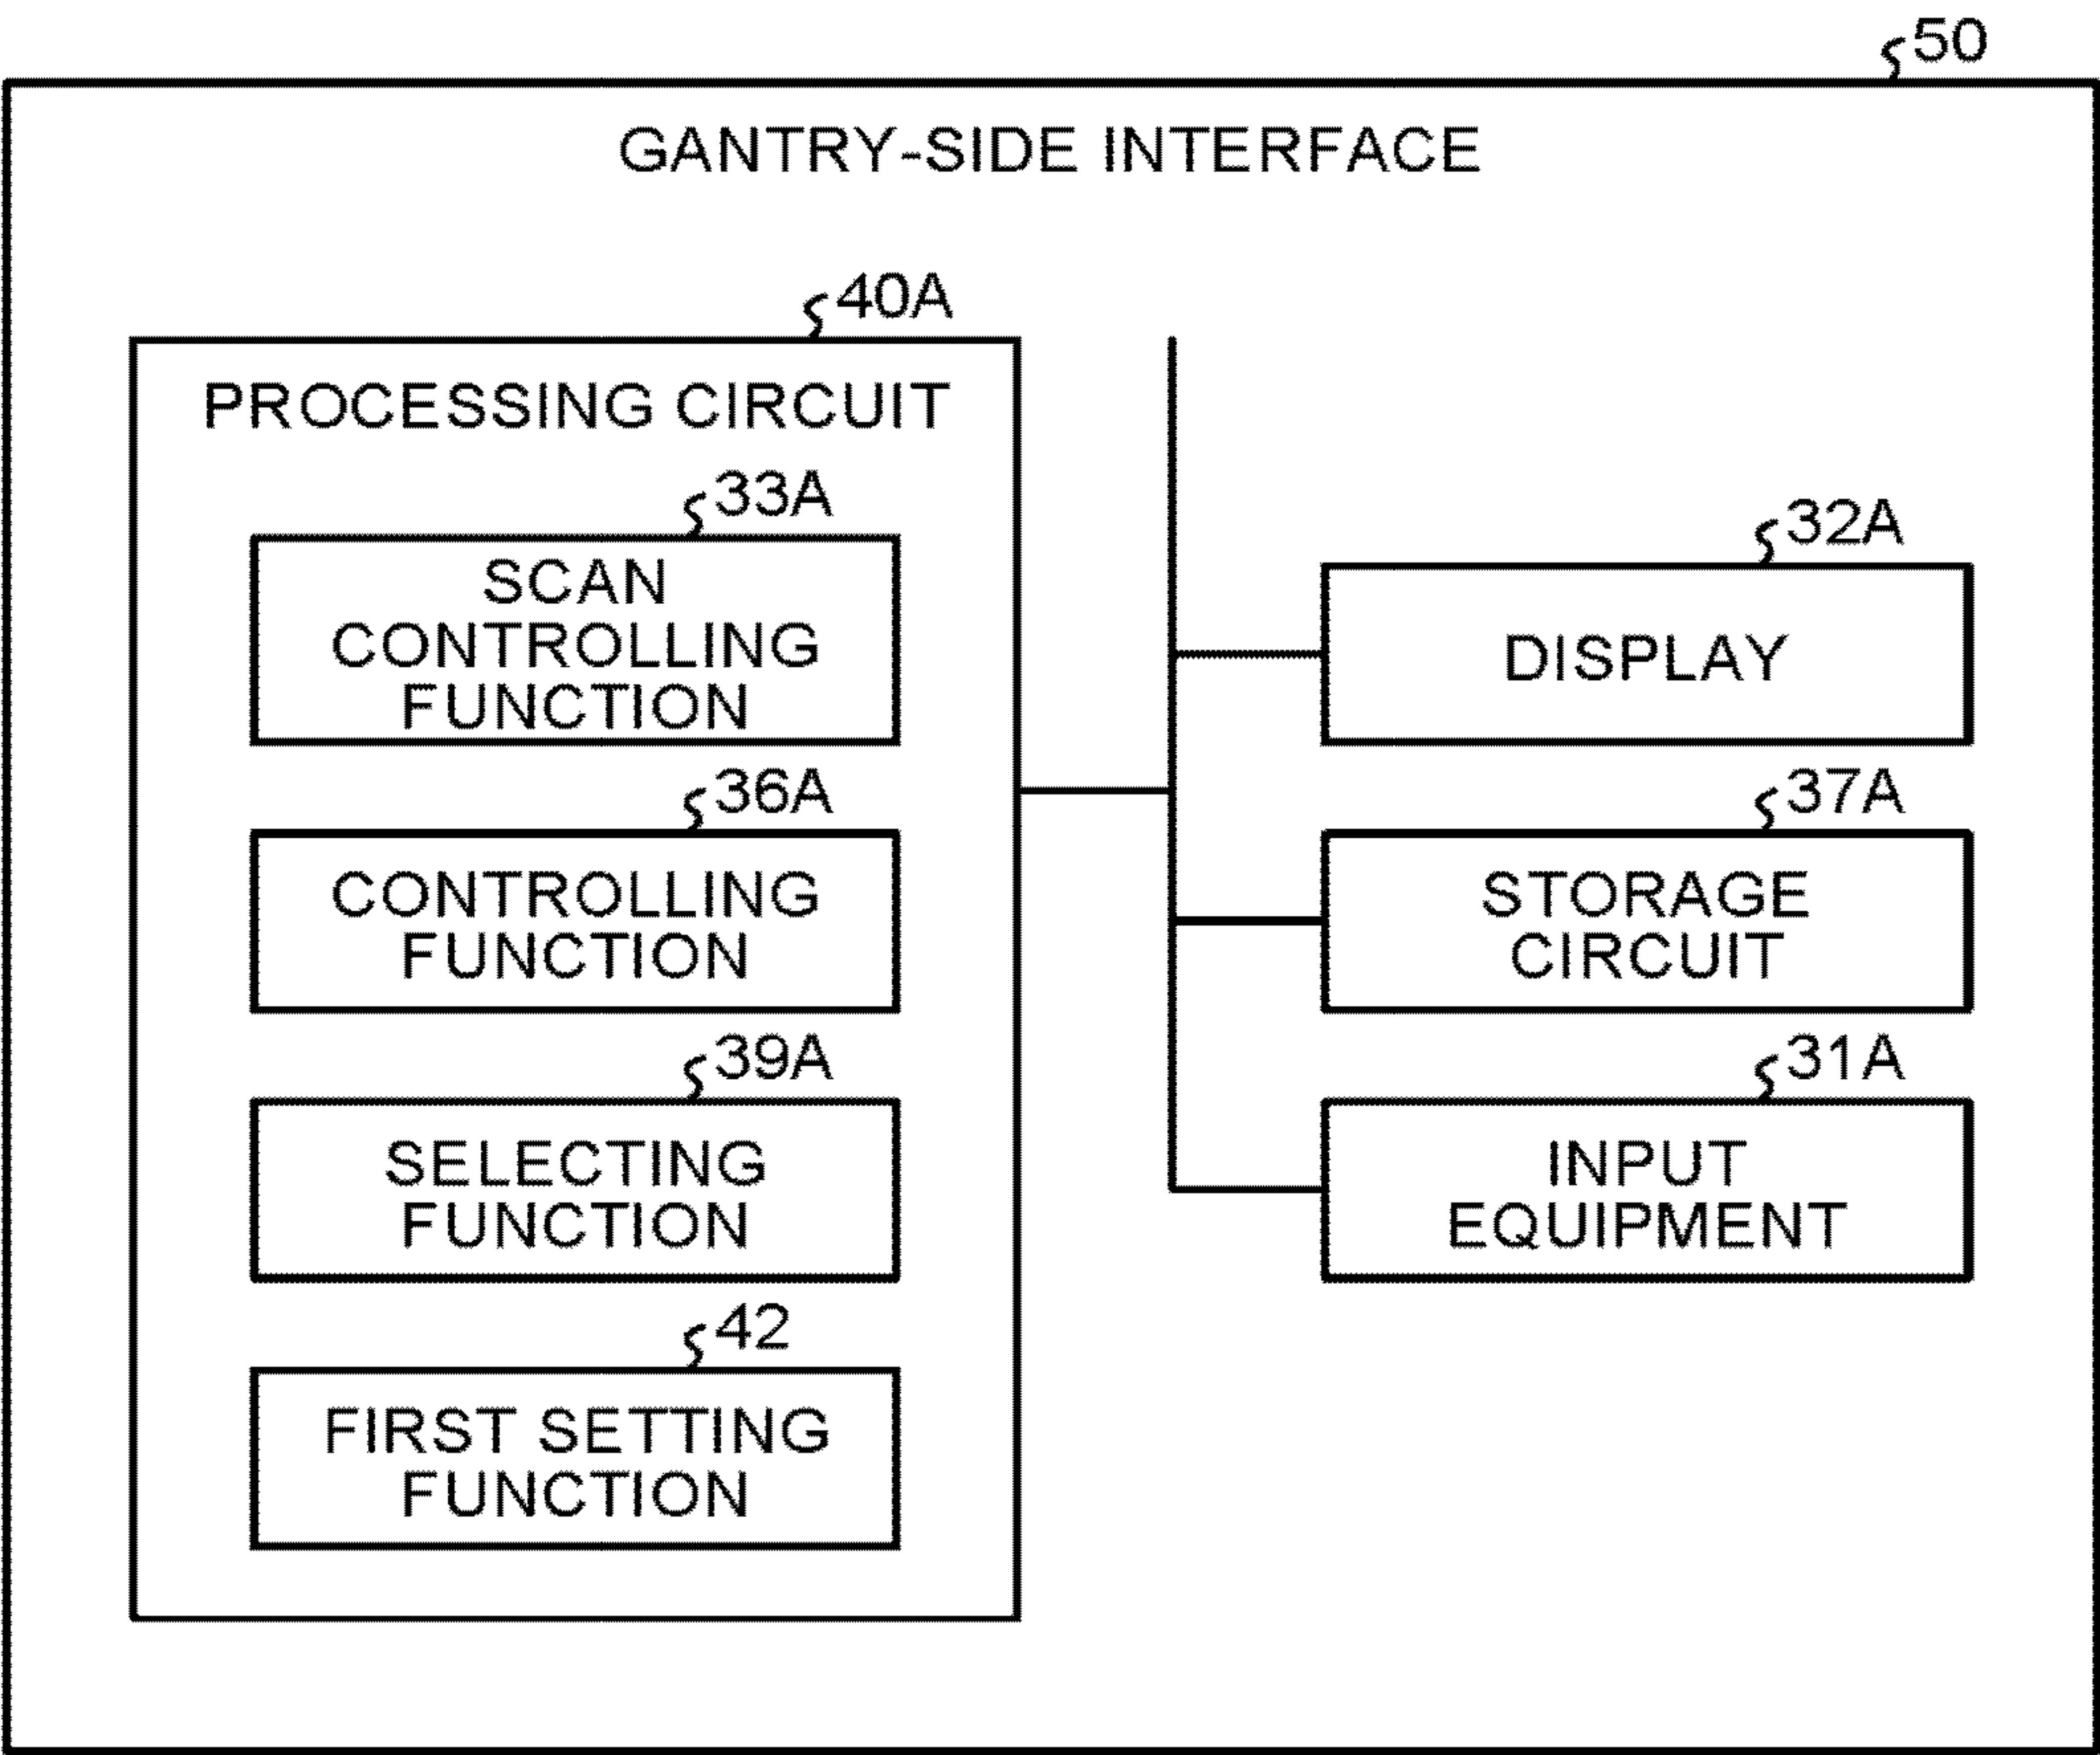 50
GANTRY-SIDE INTERFACE
40A
PROCESSING CIRCUIT
33A
SCAN
CONTROLLING
FUNCTION
36A
CONTROLLING
FUNCTION
39A
SELECTING
FUNCTION
42
FIRST SETTING
FUNCTION
32A
DISPLAY
37A
STORAGE
CIRCUIT
31A
INPUT
EQUIPMENT